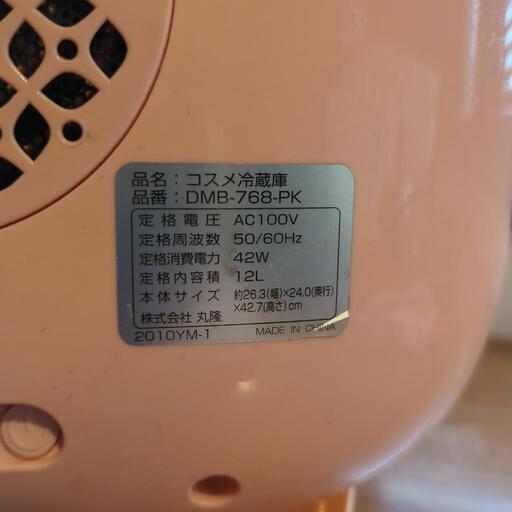 品名：コスメ冷蔵庫
品番：DMB-768-PK
定格電圧 AC100V
定格周波数 50/60Hz
定格消費電力 42W
定格内容積 12L
本体サイズ 約26.3(幅)×24.0(奥行)
×42.7(高さ)cm
株式会社 丸隆
2010YM-1 MADE IN CHINA